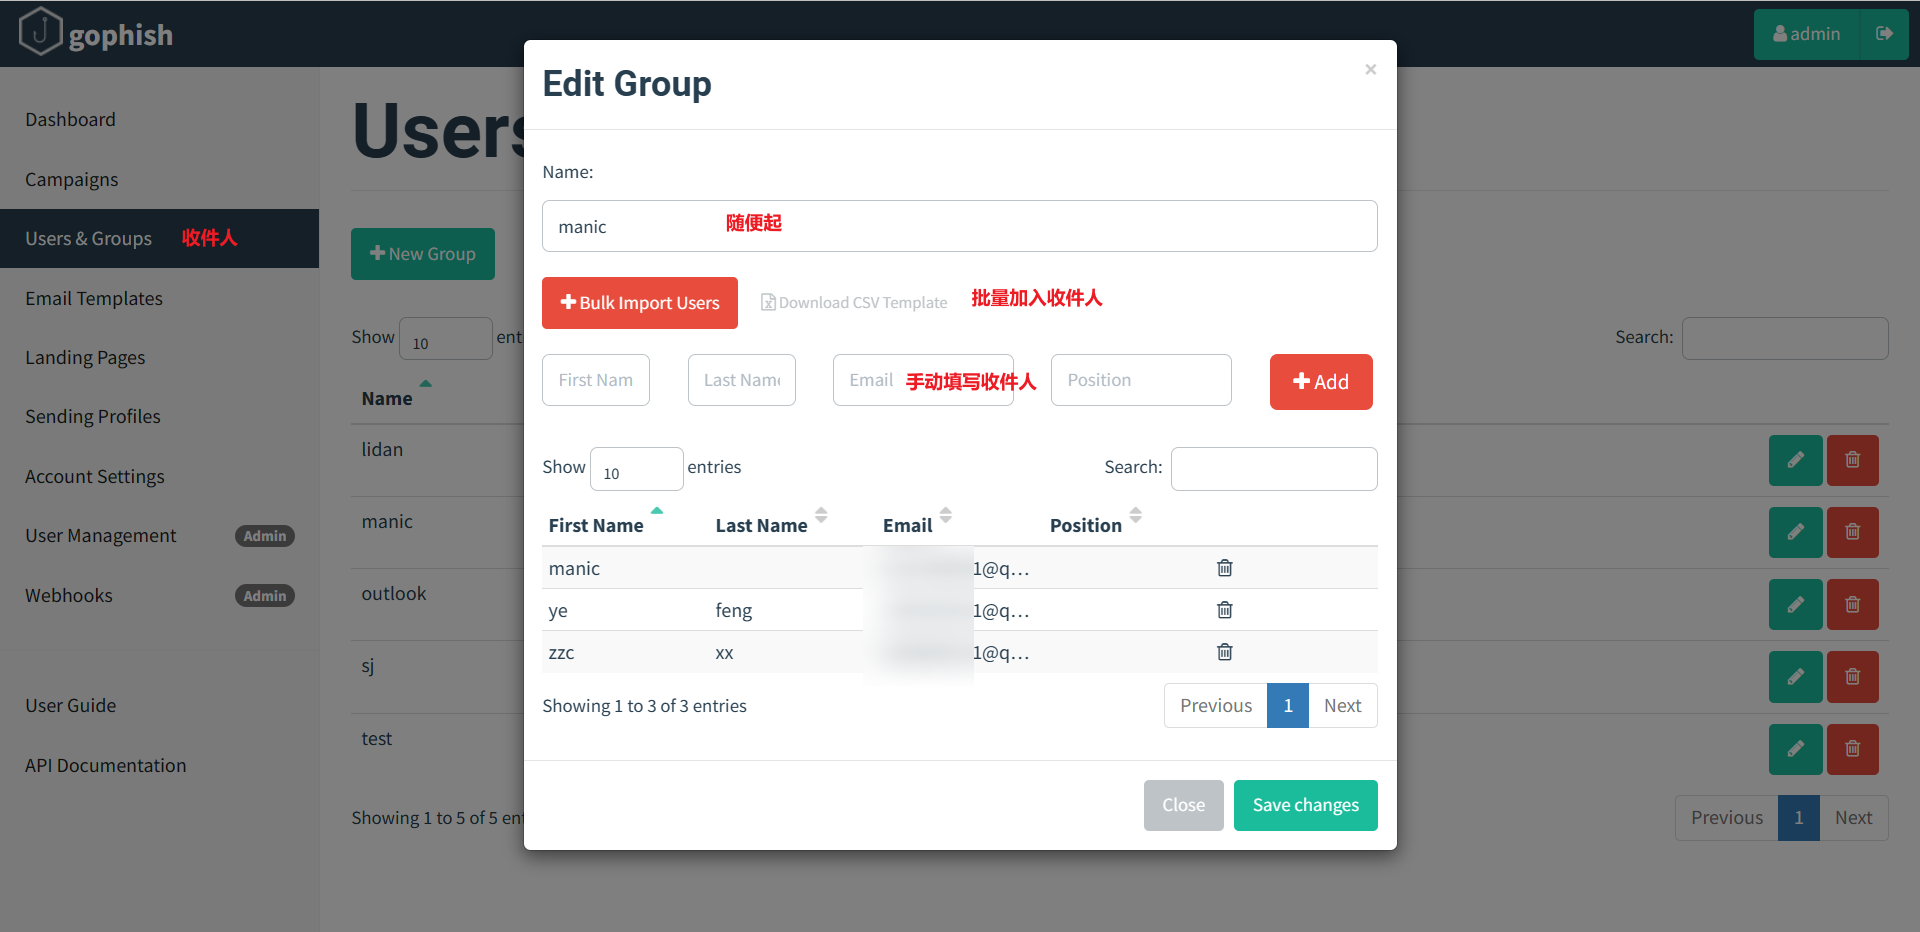 gophish
admin
Dashboard
Campaigns
Users & Groups 收件人
Email Templates
Landing Pages
Sending Profiles
Account Settings
User Management Admin
Webhooks Admin
User Guide
API Documentation
Users
New Group
Show 10 ent
Search:
Name
lidan
manic
outlook
sj
test
Showing 1 to 5 of 5 ent
Previous 1 Next
Edit Group
×
Name:
manic 随便起
Bulk Import Users Download CSV Template 批量加入收件人
First Nam Last Name Email 手动填写收件人 Position Add
Show 10 entries Search:
First Name Last Name Email Position
manic 1@q...
ye feng 1@q...
zzc xx 1@q...
Showing 1 to 3 of 3 entries Previous 1 Next
Close Save changes